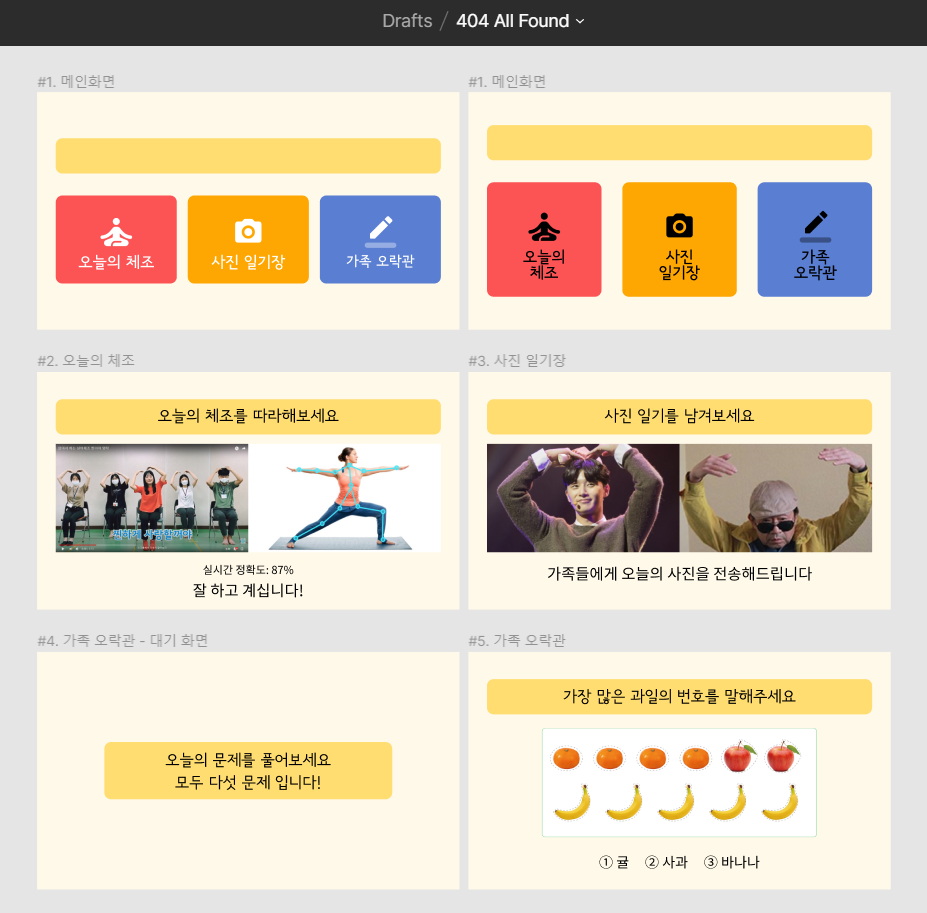 Drafts / 404 All Found
#1. 메인화면
오늘의 체조
사진 일기장
가족 오락관
#1. 메인화면
오늘의
체조
사진
일기장
가족
오락관
#2. 오늘의 체조
오늘의 체조를 따라해보세요
실시간 정확도: 87%
잘 하고 계십니다!
#3. 사진 일기장
사진 일기를 남겨보세요
가족들에게 오늘의 사진을 전송해드립니다
#4. 가족 오락관 - 대기 화면
오늘의 문제를 풀어보세요
모두 다섯 문제 입니다!
#5. 가족 오락관
가장 많은 과일의 번호를 말해주세요
① 귤 ② 사과 ③ 바나나